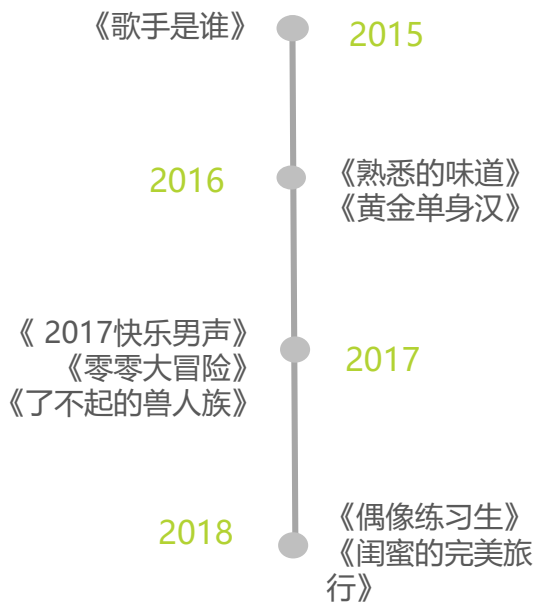 《歌手是谁》
2015
2016
《熟悉的味道》
《黄金单身汉》
《 2017快乐男声》
《零零大冒险》
《了不起的兽人族》
2017
2018
《偶像练习生》
《闺蜜的完美旅
行》